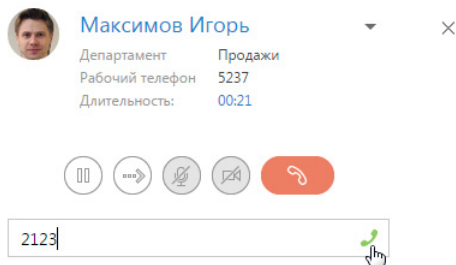 Максимов Игорь
Департамент Продажи
Рабочий телефон 5237
Длительность: 00:21
2123